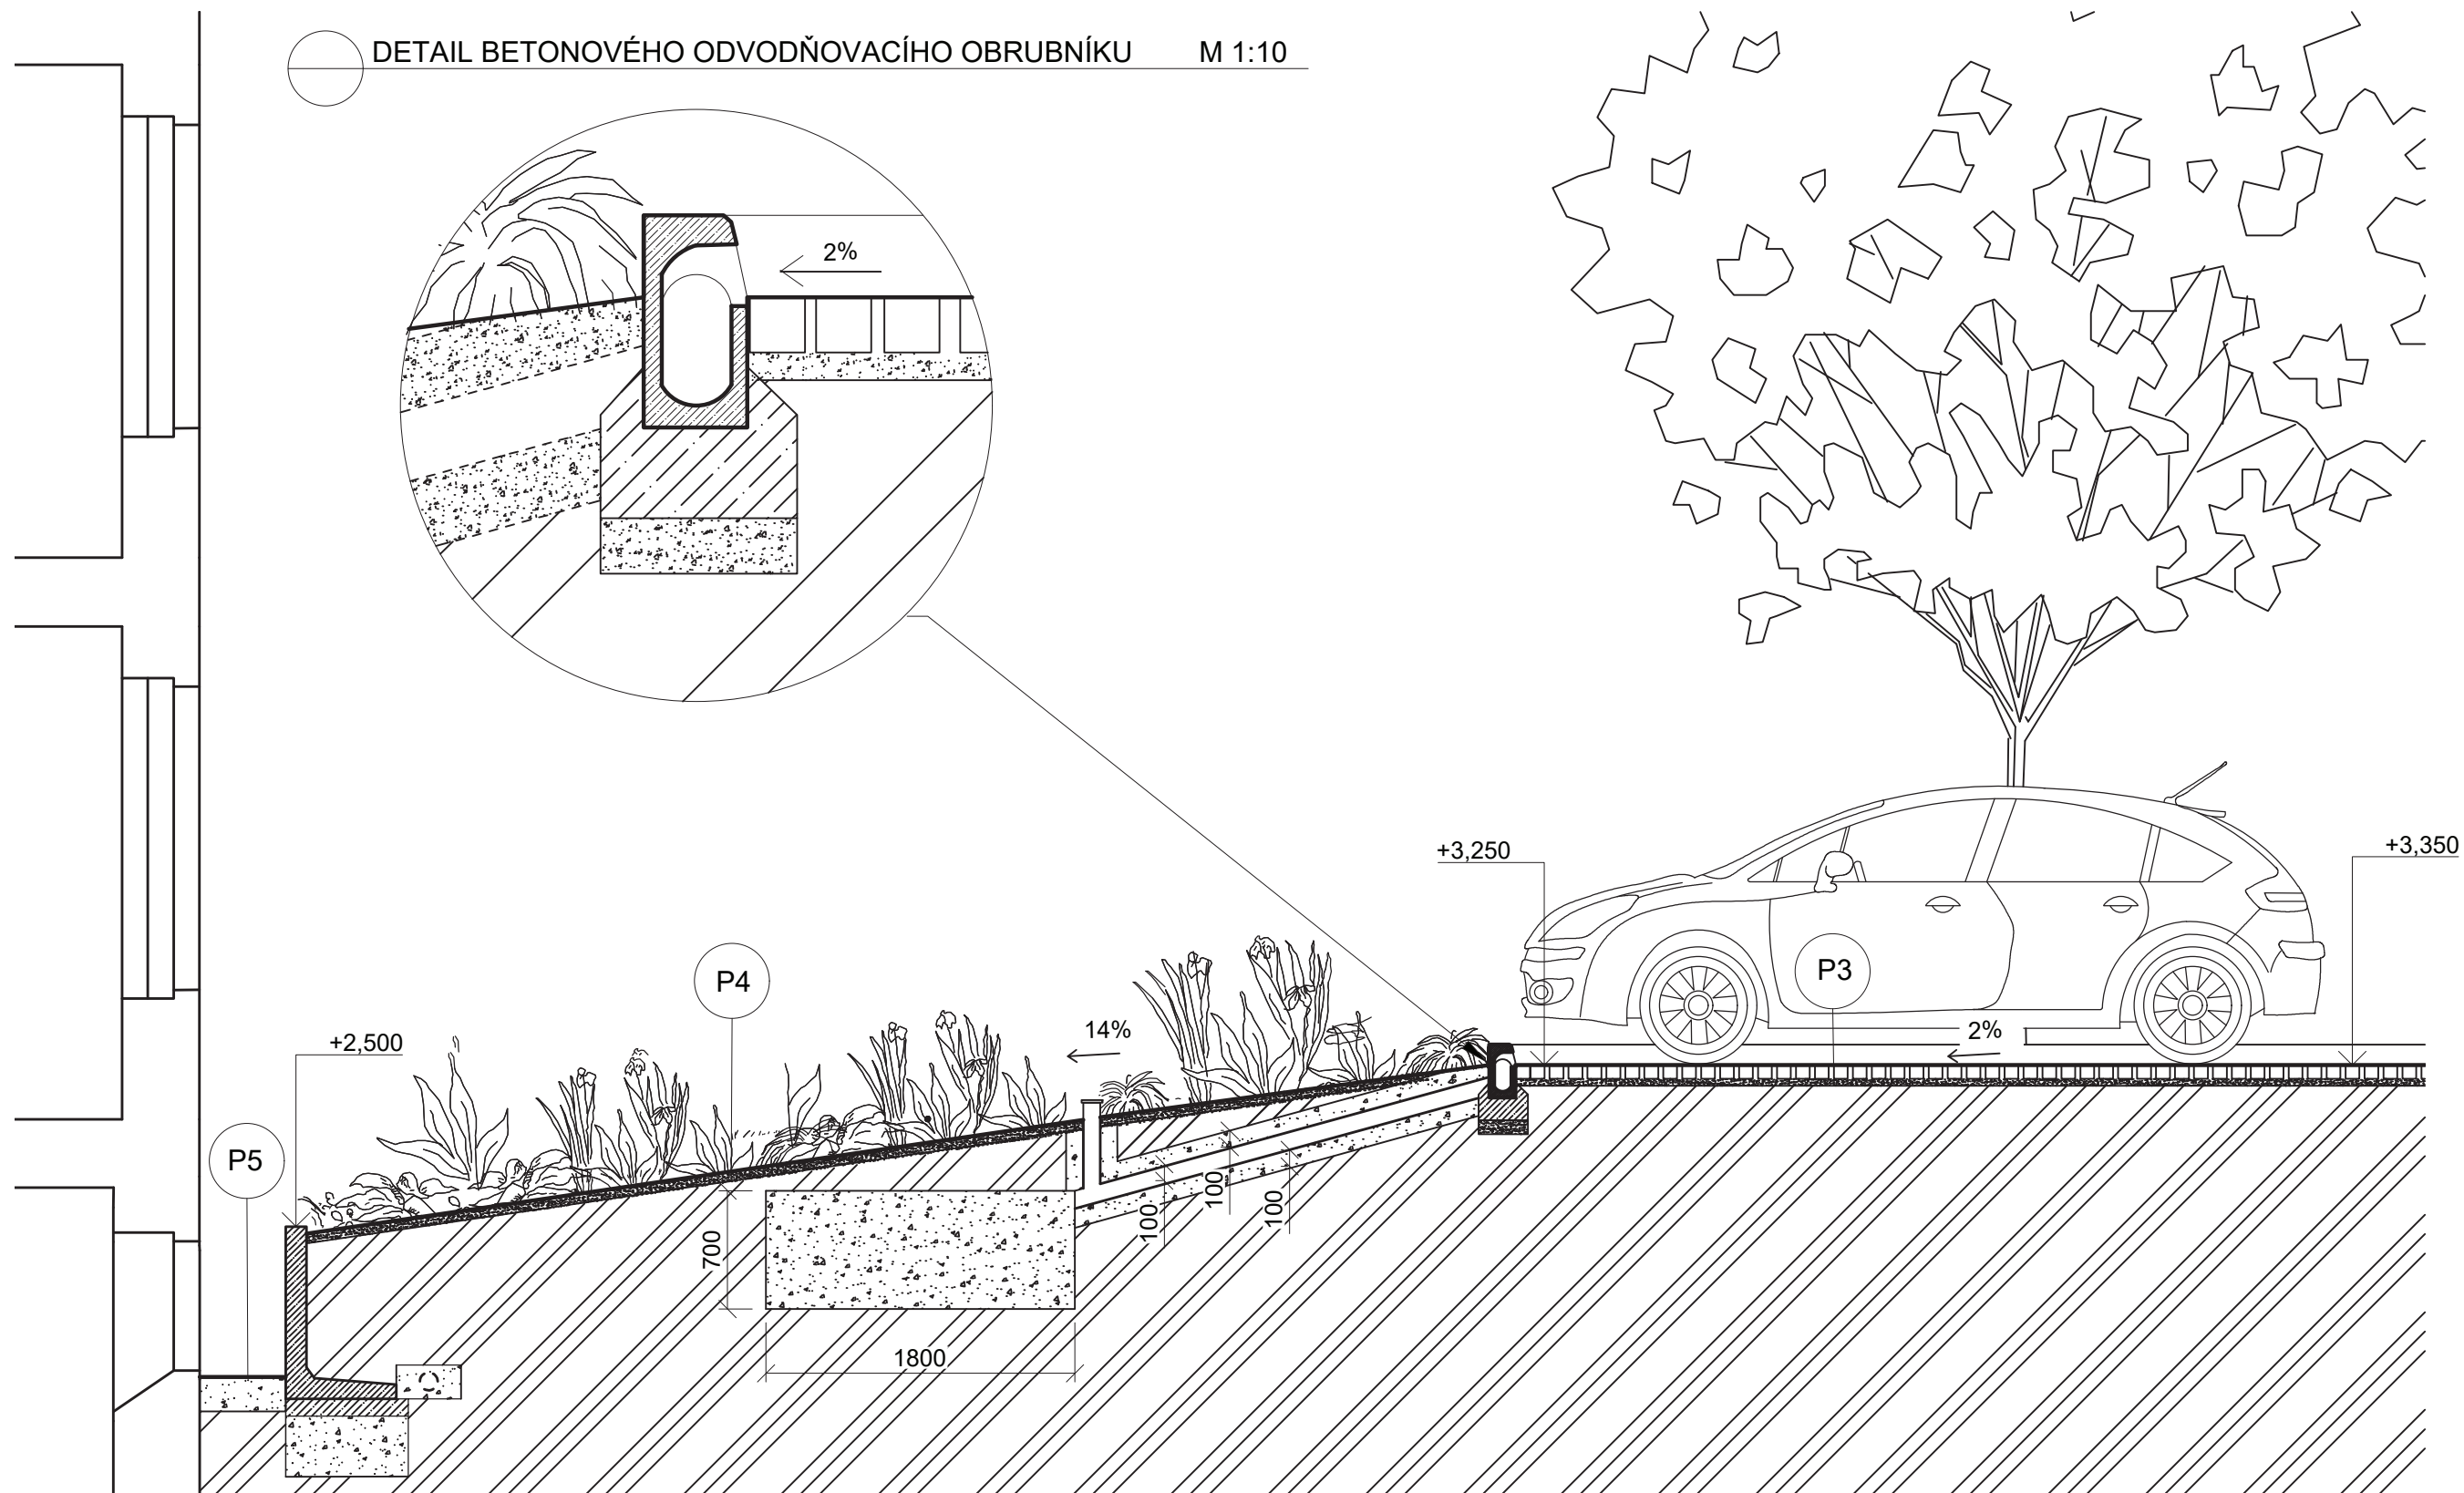 DETAIL BETONOVÉHO ODVODŇOVACÍHO OBRUBNÍKU M 1:10
2%
+3,250
+3,350
P3
P4
14%
2%
+2,500
P5
100
100
100
700
1800